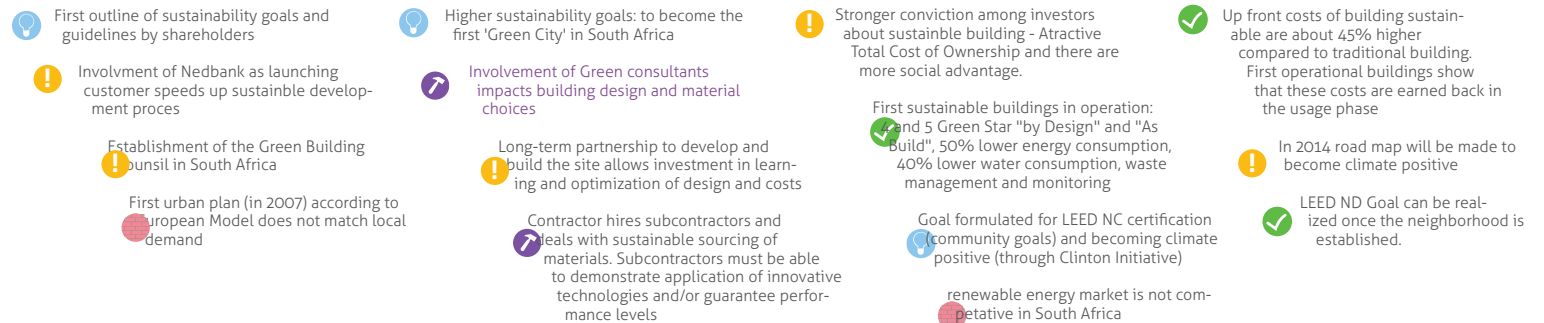 First outline of sustainability goals and
guidelines by shareholders
Involvment of Nedbank as launching
customer speeds up sustainble develop-
ment proces
Establishment of the Green Building
ounsil in South Africa
First urban plan (in 2007) according to
European Model does not match local
demand
Higher sustainability goals: to become the
first 'Green City' in South Africa
Involvement of Green consultants
impacts building design and material
choices
Long-term partnership to develop and
build the site allows investment in learn-
ing and optimization of design and costs
Contractor hires subcontractors and
deals with sustainable sourcing of
materials. Subcontractors must be able
to demonstrate application of innovative
technologies and/or guarantee perfor-
mance levels
Stronger conviction among investors
about sustainble building - Atractive
Total Cost of Ownership and there are
more social advantage.
First sustainable buildings in operation:
4 and 5 Green Star "by Design" and "As
Build", 50% lower energy consumption,
40% lower water consumption, waste
management and monitoring
Goal formulated for LEED NC certification
(community goals) and becoming climate
positive (through Clinton Initiative)
renewable energy market is not com-
petative in South Africa
Up front costs of building sustain-
able are about 45% higher
compared to traditional building.
First operational buildings show
that these costs are earned back in
the usage phase
In 2014 road map will be made to
become climate positive
LEED ND Goal can be real-
ized once the neighborhood is
established.